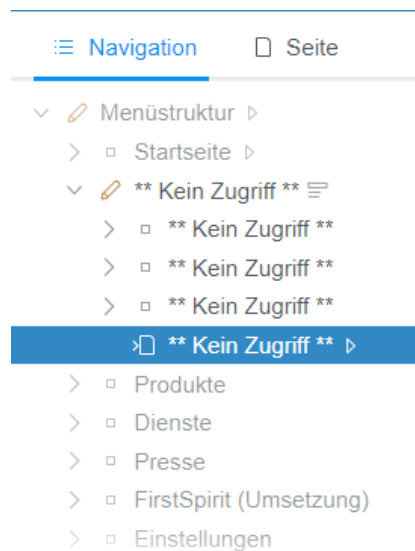 Navigation Seite
Menüstruktur
Startseite
** Kein Zugriff **
** Kein Zugriff **
** Kein Zugriff **
** Kein Zugriff **
** Kein Zugriff **
Produkte
Dienste
Presse
FirstSpirit (Umsetzung)
Einstellungen